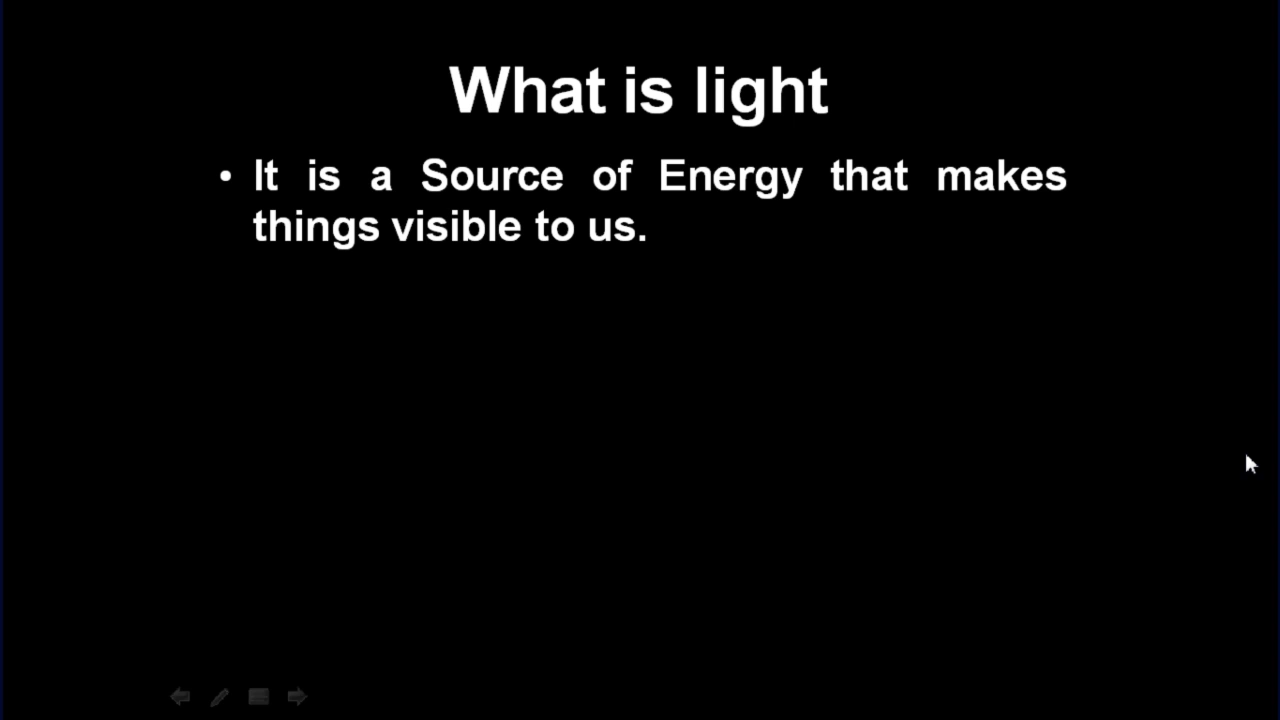 What is light
• It is a Source of Energy that makes
things visible to us.